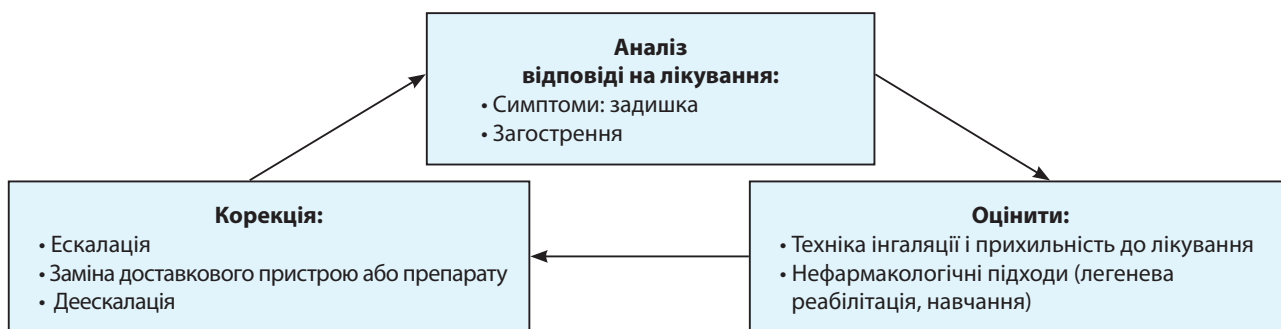 Аналіз
відповіді на лікування:
• Симптоми: задишка
• Загострення
Корекція:
• Ескалація
• Заміна доставкового пристрою або препарату
• Деескалація
Оцінити:
• Техніка інгаляції і прихильність до лікування
• Нефармакологічні підходи (легенева
реабілітація, навчання)